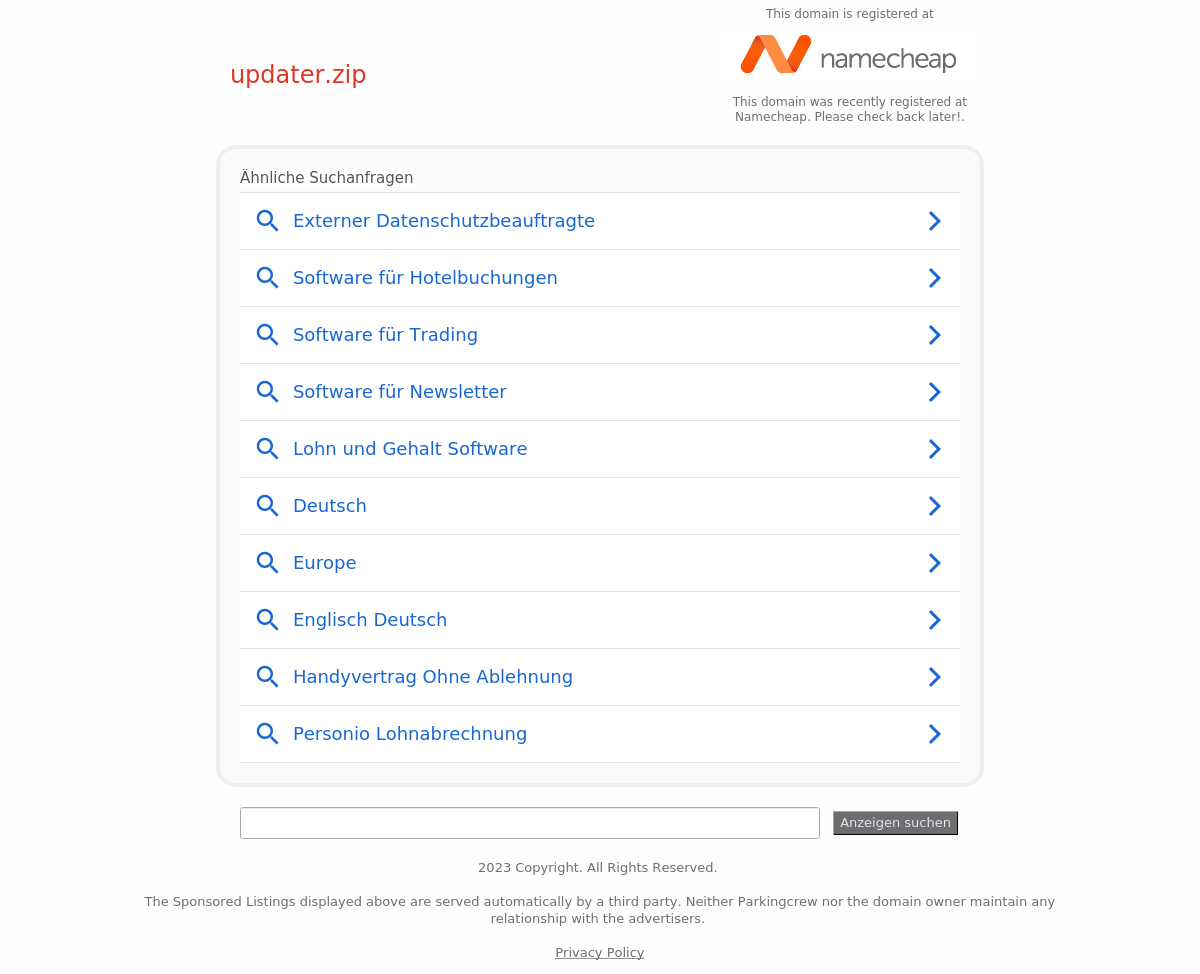 This domain is registered at
namecheap
updater.zip
This domain was recently registered at
Namecheap. Please check back later!.
Ähnliche Suchanfragen
Externer Datenschutzbeauftragte
Software für Hotelbuchungen
Software für Trading
Software für Newsletter
Lohn und Gehalt Software
Deutsch
Europe
Englisch Deutsch
Handyvertrag Ohne Ablehnung
Personio Lohnabrechnung
Anzeigen suchen
2023 Copyright. All Rights Reserved.
The Sponsored Listings displayed above are served automatically by a third party. Neither Parkingcrew nor the domain owner maintain any
relationship with the advertisers.
Privacy Policy